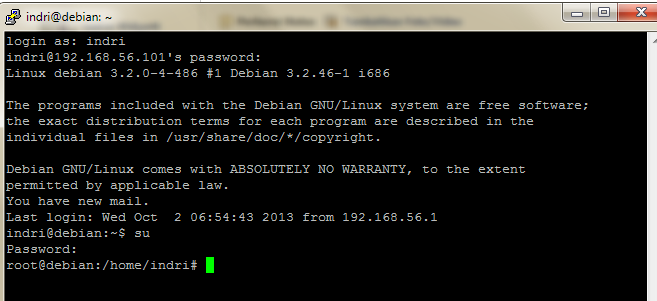 indri@debian: ~
login as: indri
indri@192.168.56.101's password:
Linux debian 3.2.0-4-486 #1 Debian 3.2.46-1 i686
The programs included with the Debian GNU/Linux system are free software;
the exact distribution terms for each program are described in the
individual files in /usr/share/doc/*/copyright.
Debian GNU/Linux comes with ABSOLUTELY NO WARRANTY, to the extent
permitted by applicable law.
You have new mail.
Last login: Wed Oct  2 06:54:43 2013 from 192.168.56.1
indri@debian:~$ su
Password:
root@debian:/home/indri#